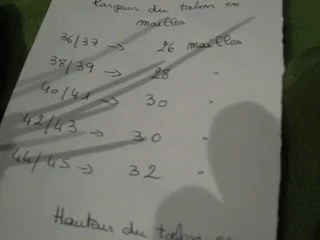 largeur du talon en
mailles
36/37 → 26 mailles
38/39 → 28 "
40/41 → 30 "
42/43 → 30 "
44/45 → 32 "
Hauteur du talon en